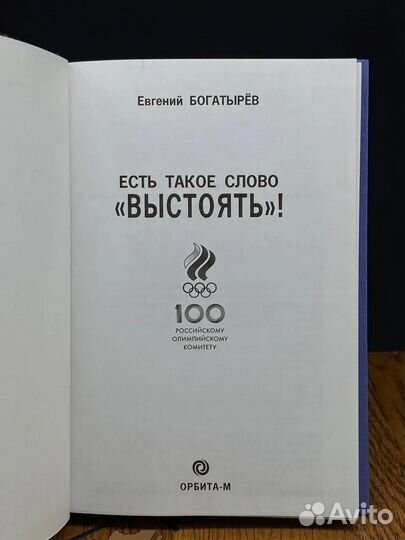 Евгений БОГАТЫРЁВ
ЕСТЬ ТАКОЕ СЛОВО
«ВЫСТОЯТЬ»!
100
РОССИЙСКОМУ
ОЛИМПИЙСКОМУ
КОМИТЕТУ
ОРБИТА-М
Avito